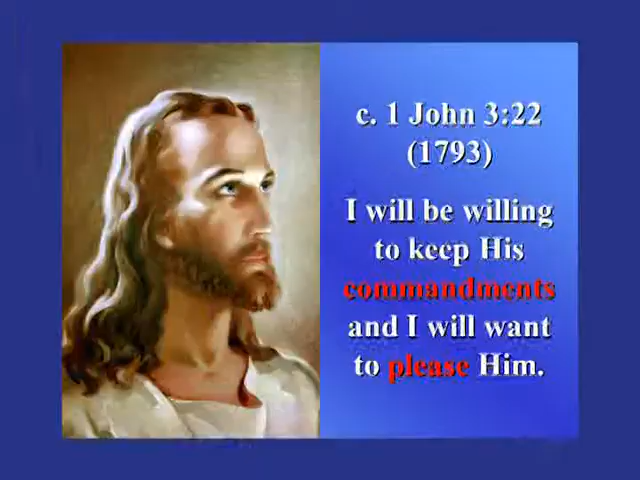 c. 1 John 3:22
(1793)
I will be willing
to keep His
commandments
and I will want
to please Him.